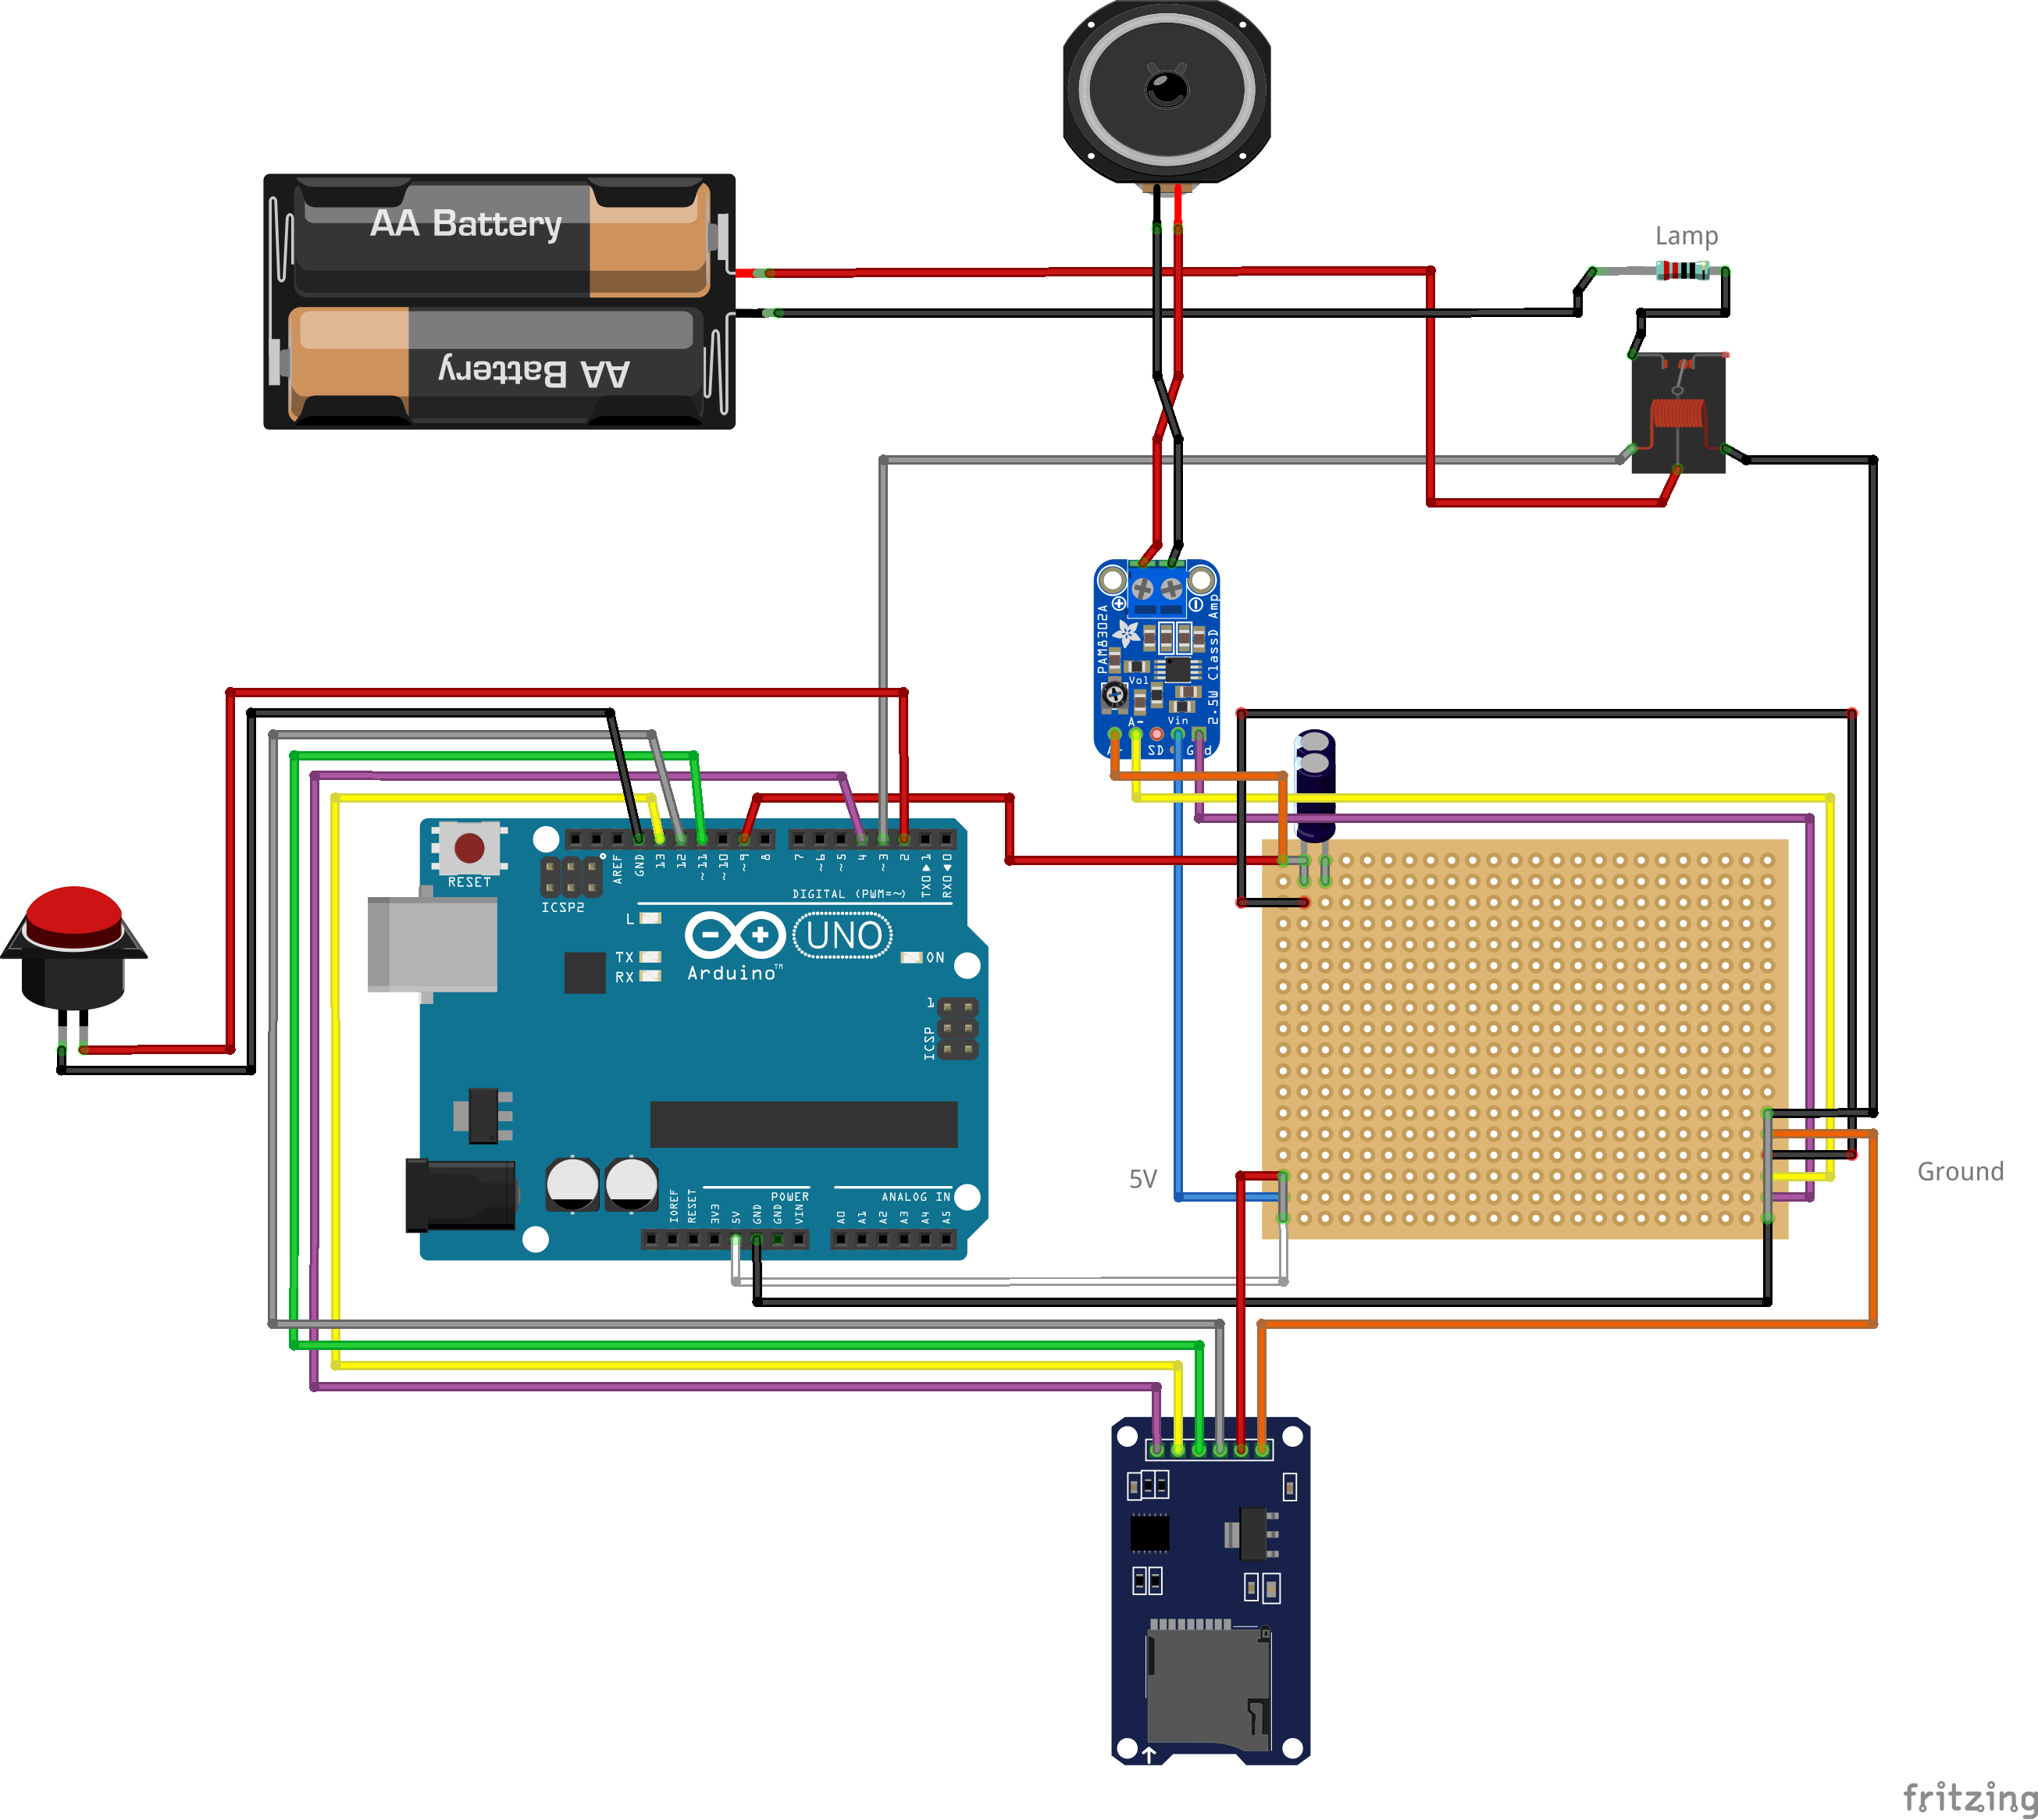 AA Battery
AA Battery
Lamp
PAM8302A
2.5W ClassD Amp
Vol
A-
Vin
SD
RESET
ICSP2
AREF
GND
13
12
~11
~10
~9
8
7
~6
~5
4
~3
2
TX0▶1
RX0◀0
DIGITAL (PWM=~)
L
TX
RX
UNO
ON
Arduino™
1
ICSP
5V
Ground
POWER
ANALOG IN
IOREF
RESET
3V3
5V
GND
GND
VIN
A0
A1
A2
A3
A4
A5
fritzing